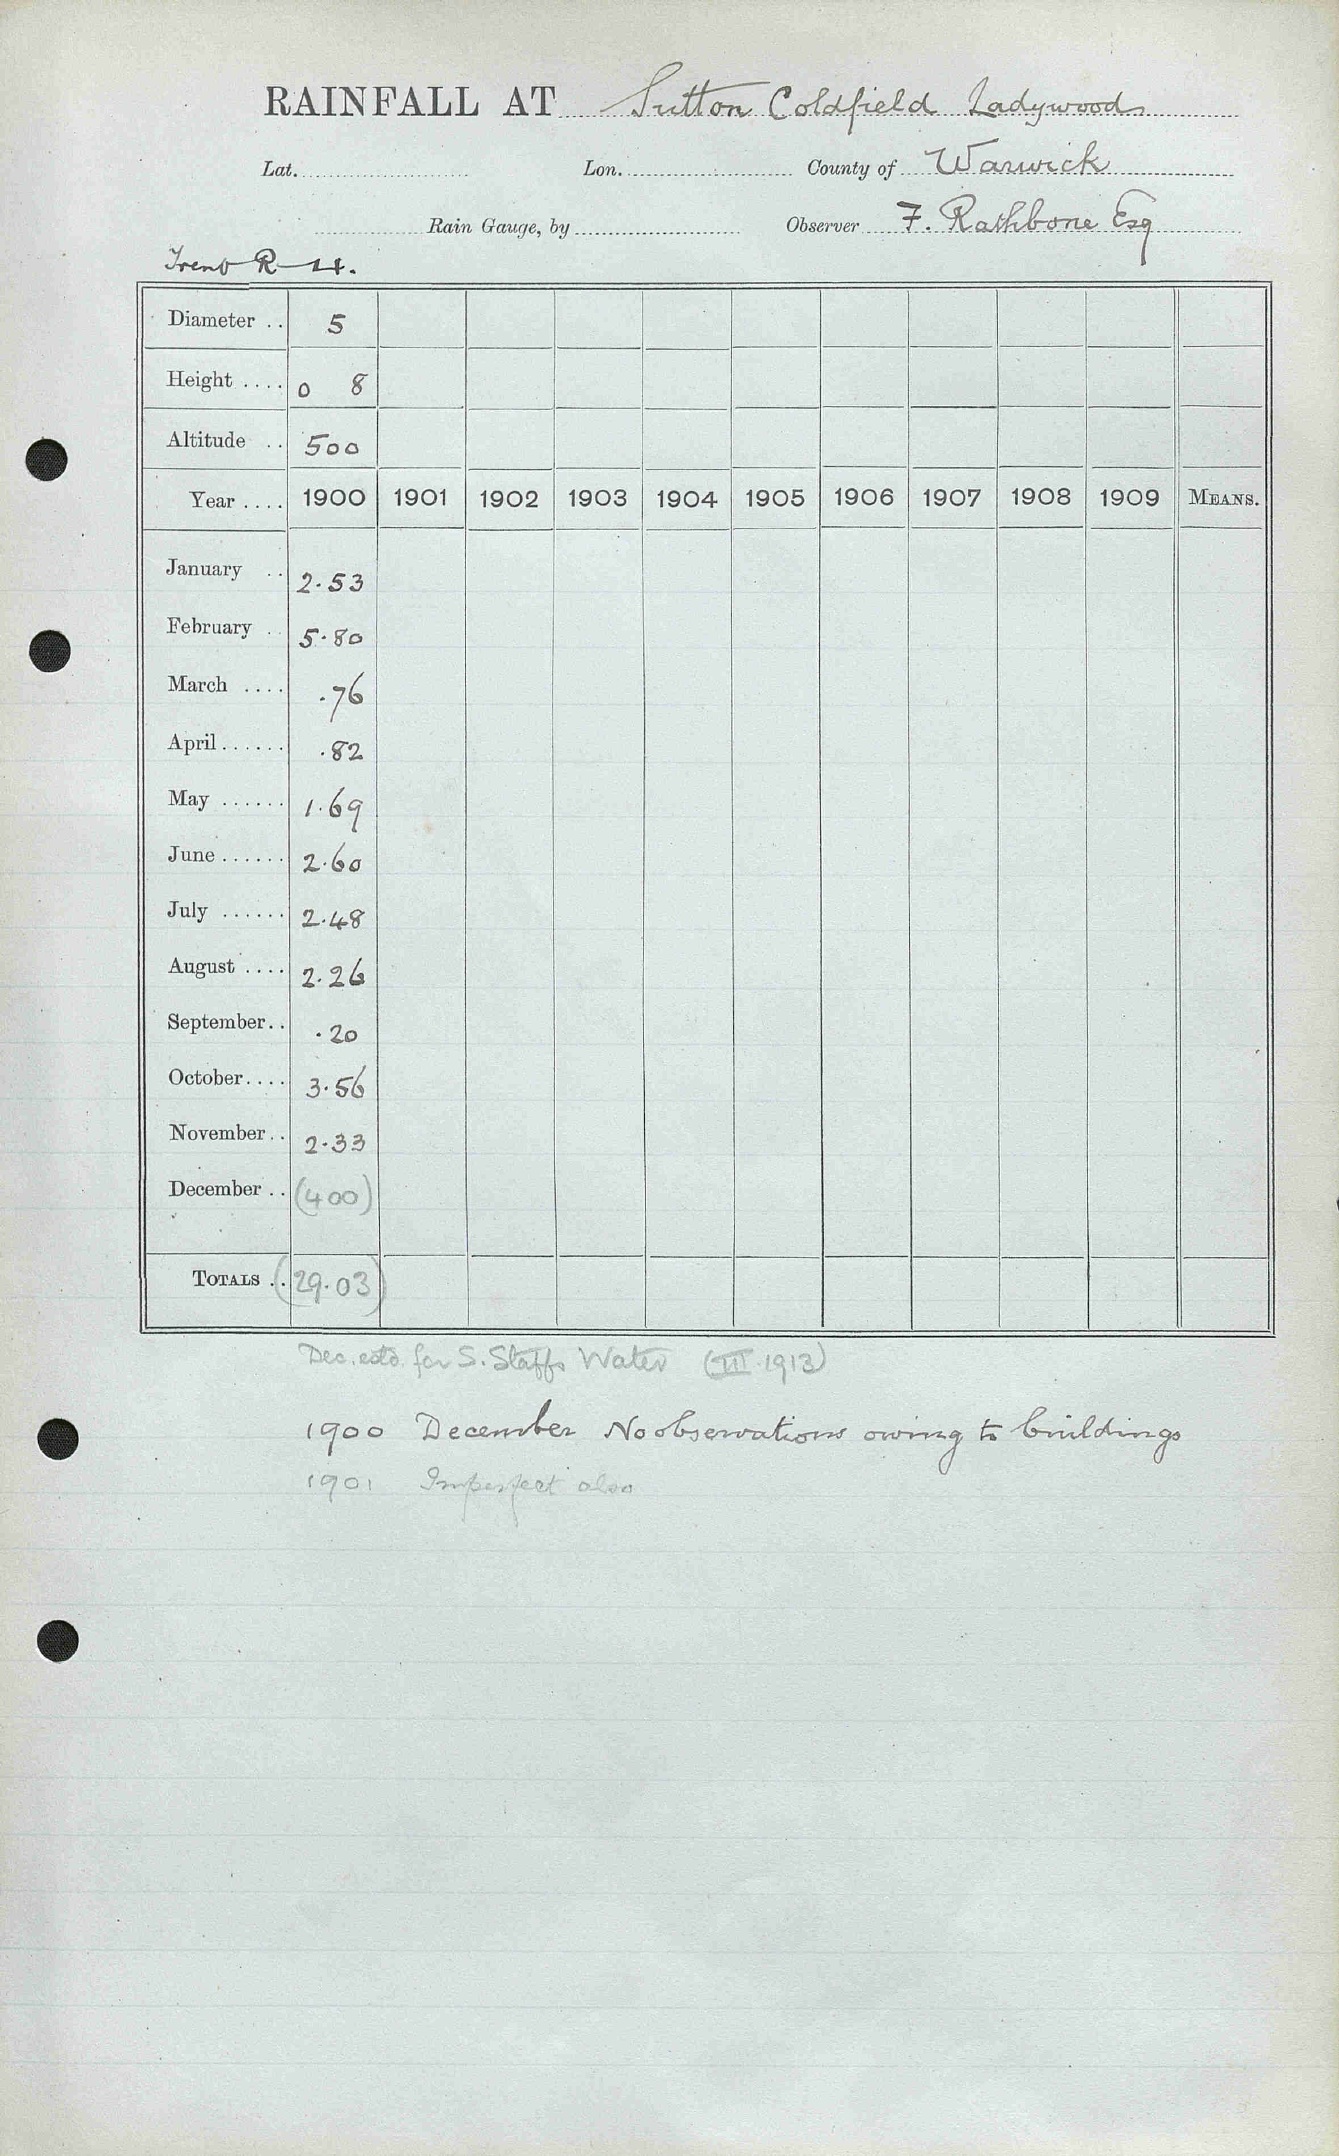 RAINFALL AT Sutton Coldfield Ladywood
Lat. Lon. County of Warwick
Rain Gauge, by Observer F. Rathbone Esq
Trent R
Diameter .. 5
Height .... 0 8
Altitude .. 500
Year .... 1900 1901 1902 1903 1904 1905 1906 1907 1908 1909 MEANS.
January .. 2.53
February .. 5.80
March .... .76
April ...... .82
May ...... 1.69
June ...... 2.60
July ...... 2.48
August .... 2.26
September .. .20
October .... 3.56
November .. 2.33
December .. (400)
TOTALS .. (29.03)
Dec. estd. for S. Staffs Water (III 1913)
1900 December No observations owing to buildings
1901 Imperfect also